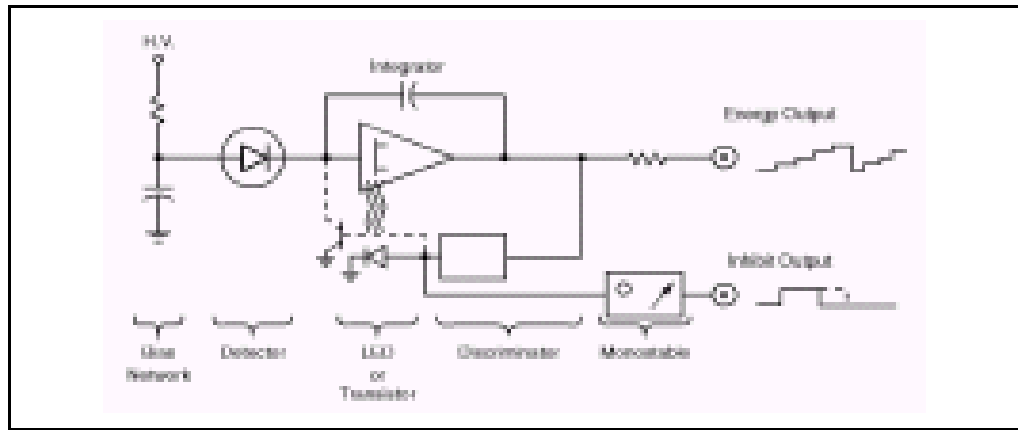 H.V.
Integrator
Energy Output
Inhibit Output
Bias
Network
Detector
LED
or
Transistor
Discriminator
Monostable